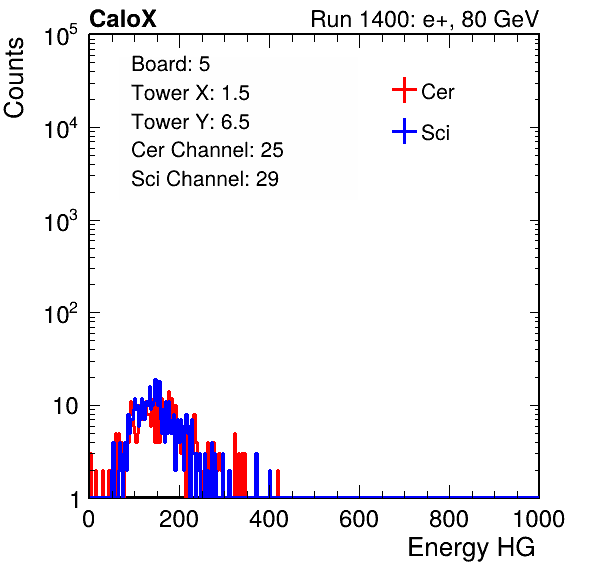 CaloX Run 1400: e+, 80 GeV
Counts
10^5
10^4
10^3
10^2
10
1
Board: 5
Tower X: 1.5
Tower Y: 6.5
Cer Channel: 25
Sci Channel: 29
Cer
Sci
0 200 400 600 800 1000
Energy HG